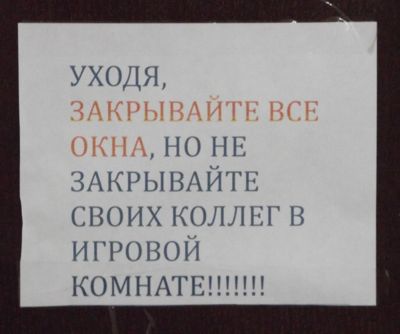 УХОДЯ,
ЗАКРЫВАЙТЕ ВСЕ
ОКНА, НО НЕ
ЗАКРЫВАЙТЕ
СВОИХ КОЛЛЕГ В
ИГРОВОЙ
КОМНАТЕ!!!!!!!